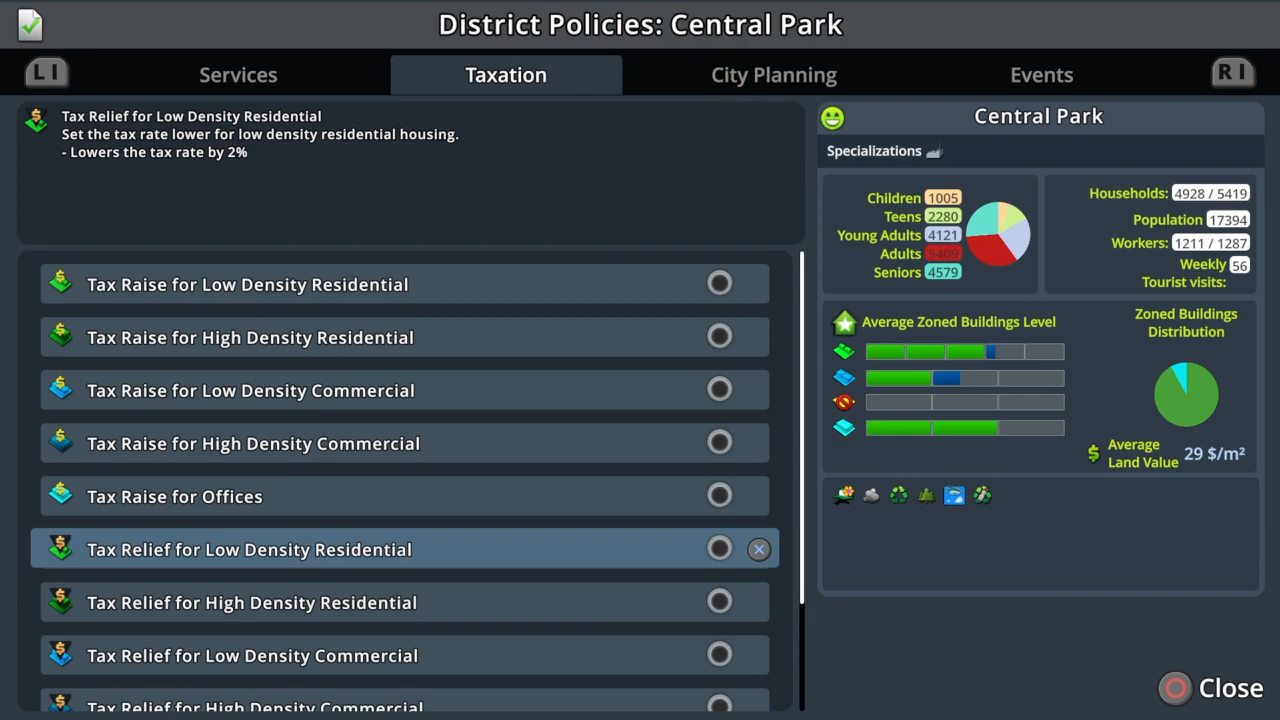 District Policies: Central Park
L1
Services
Taxation
City Planning
Events
R1
Tax Relief for Low Density Residential
Set the tax rate lower for low density residential housing.
- Lowers the tax rate by 2%
Tax Raise for Low Density Residential
Tax Raise for High Density Residential
Tax Raise for Low Density Commercial
Tax Raise for High Density Commercial
Tax Raise for Offices
Tax Relief for Low Density Residential
Tax Relief for High Density Residential
Tax Relief for Low Density Commercial
Tax Relief for High Density Commercial
Central Park
Specializations
Children 1005
Teens 2280
Young Adults 4121
Adults 5409
Seniors 4579
Households: 4928 / 5419
Population 17394
Workers: 1211 / 1287
Weekly 56
Tourist visits:
Average Zoned Buildings Level
Zoned Buildings
Distribution
Average
Land Value 29 $/m²
Close